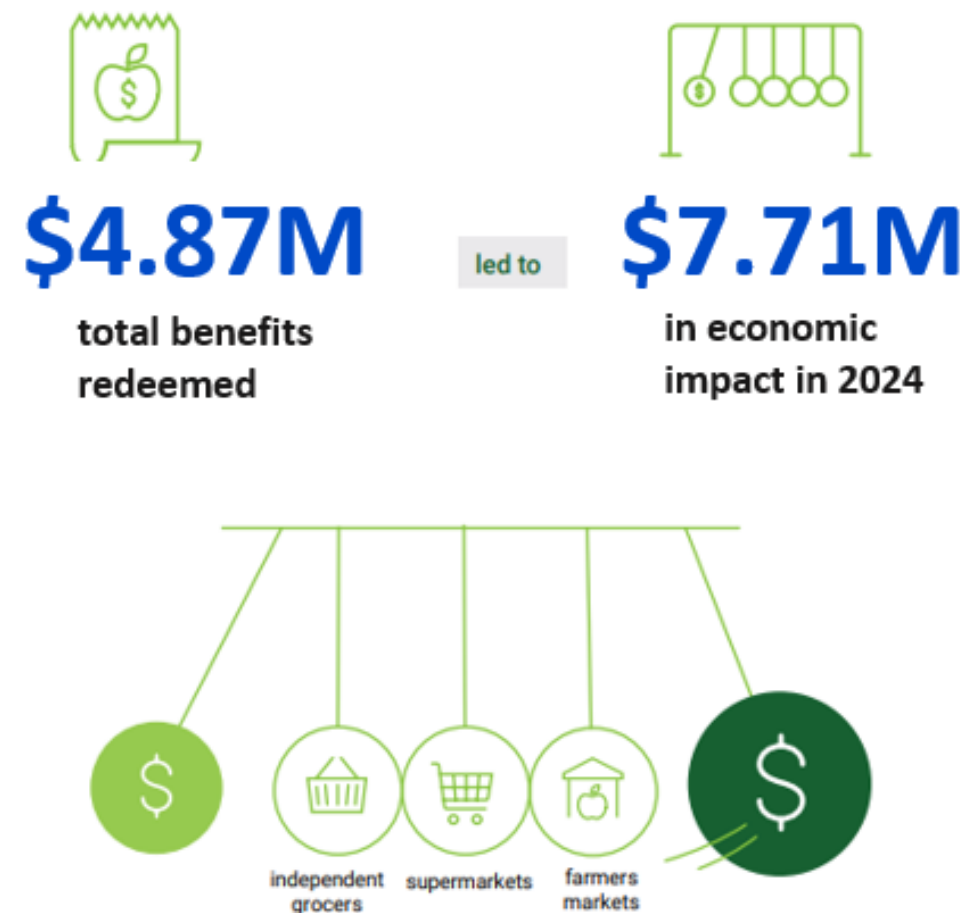 $
$
$4.87M
led to
$7.71M
total benefits
redeemed
in economic
impact in 2024
$
$
independent
grocers
supermarkets
farmers
markets